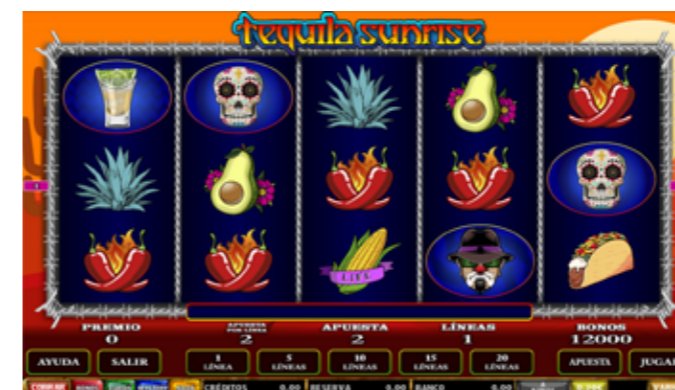 tequila sunrise
LIFE
PREMIO
0
APUESTA
POR LÍNEA
2
APUESTA
2
LÍNEAS
1
BONOS
12000
AYUDA
SALIR
1
LÍNEA
5
LÍNEAS
10
LÍNEAS
15
LÍNEAS
20
LÍNEAS
APUESTA
JUGA
COBRAR
BONOS
CRÉDITOS 0.00 RESERVA 0.00 BANCO 0.00